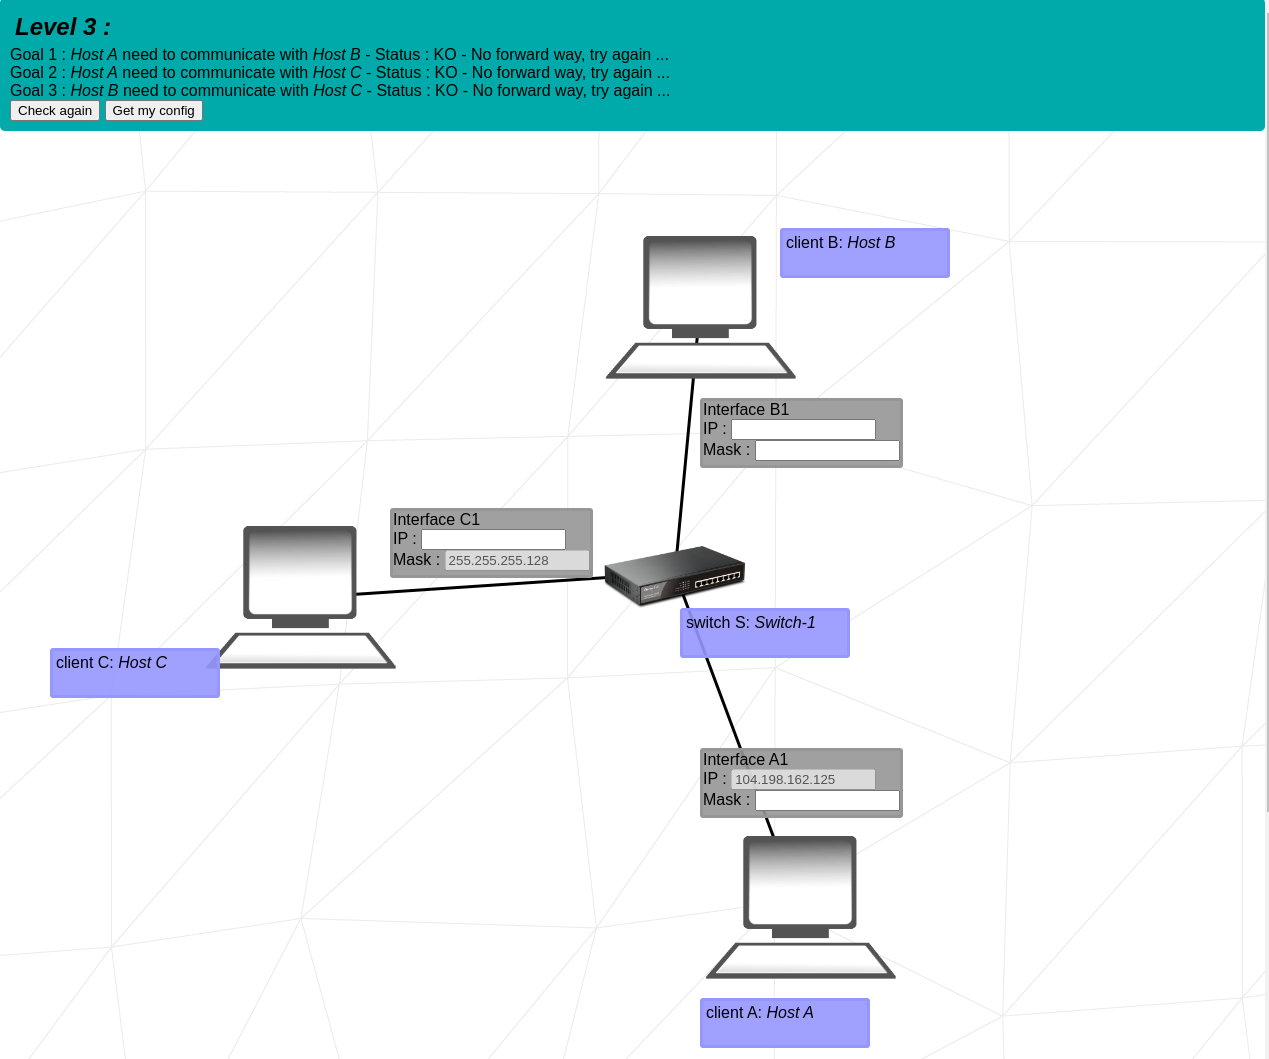 Level 3 :
Goal 1 : Host A need to communicate with Host B - Status : KO - No forward way, try again ...
Goal 2 : Host A need to communicate with Host C - Status : KO - No forward way, try again ...
Goal 3 : Host B need to communicate with Host C - Status : KO - No forward way, try again ...
Check again Get my config
client B: Host B
Interface B1
IP :
Mask :
Interface C1
IP :
Mask : 255.255.255.128
switch S: Switch-1
client C: Host C
Interface A1
IP : 104.198.162.125
Mask :
client A: Host A